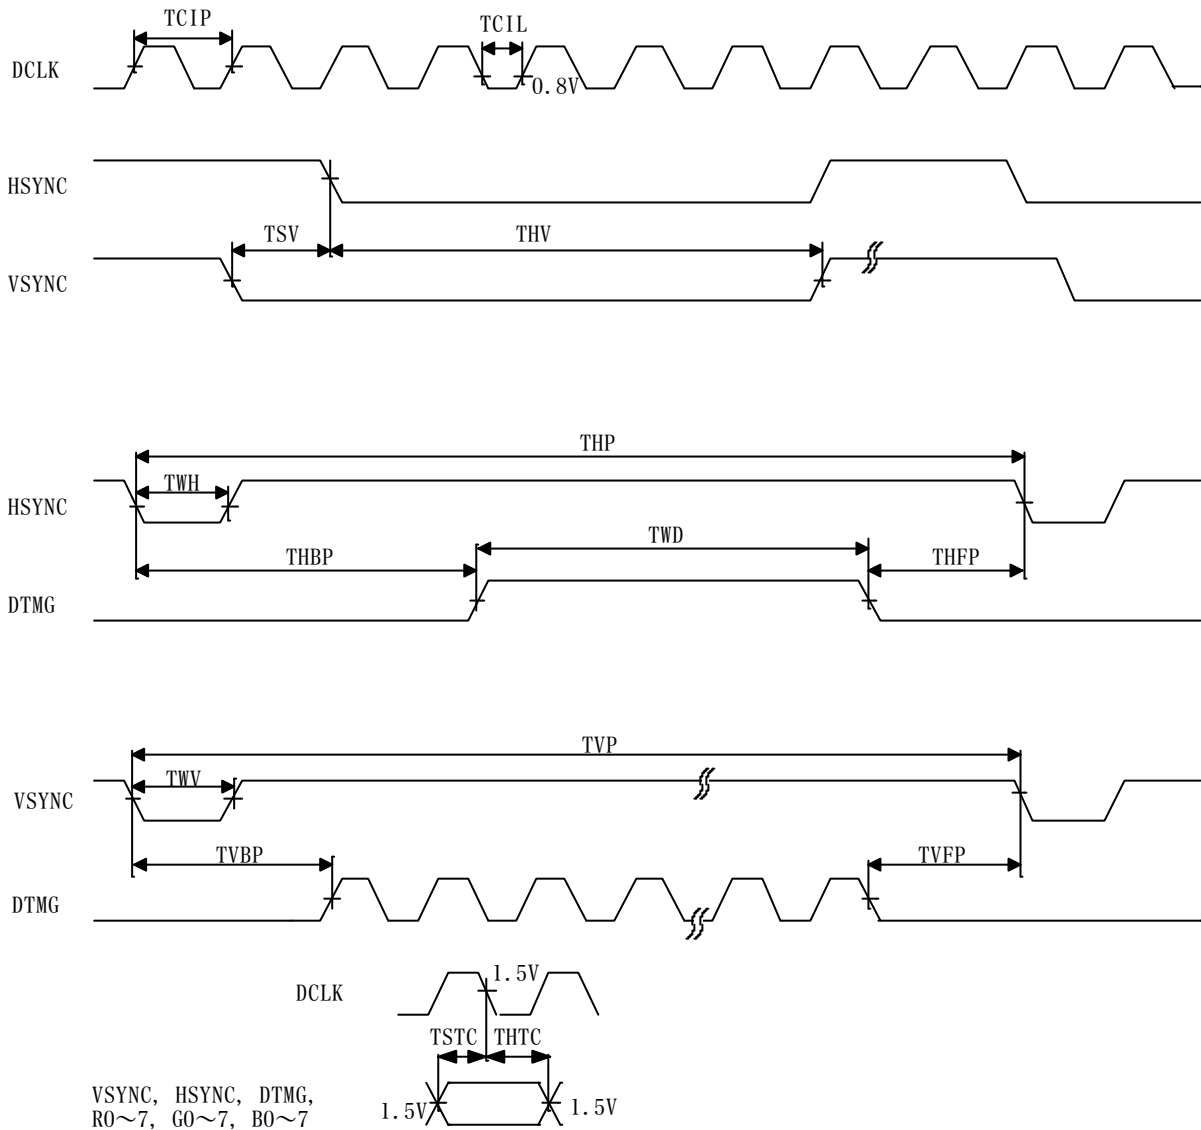 TCIP
TCIL
DCLK
0.8V
HSYNC
TSV
THV
VSYNC
THP
TWH
HSYNC
TWD
THBP
THFP
DTMG
TVP
TWV
VSYNC
TVBP
TVFP
DTMG
1.5V
DCLK
TSTC
THTC
VSYNC, HSYNC, DTMG,
R0～7, G0～7, B0～7
1.5V
1.5V